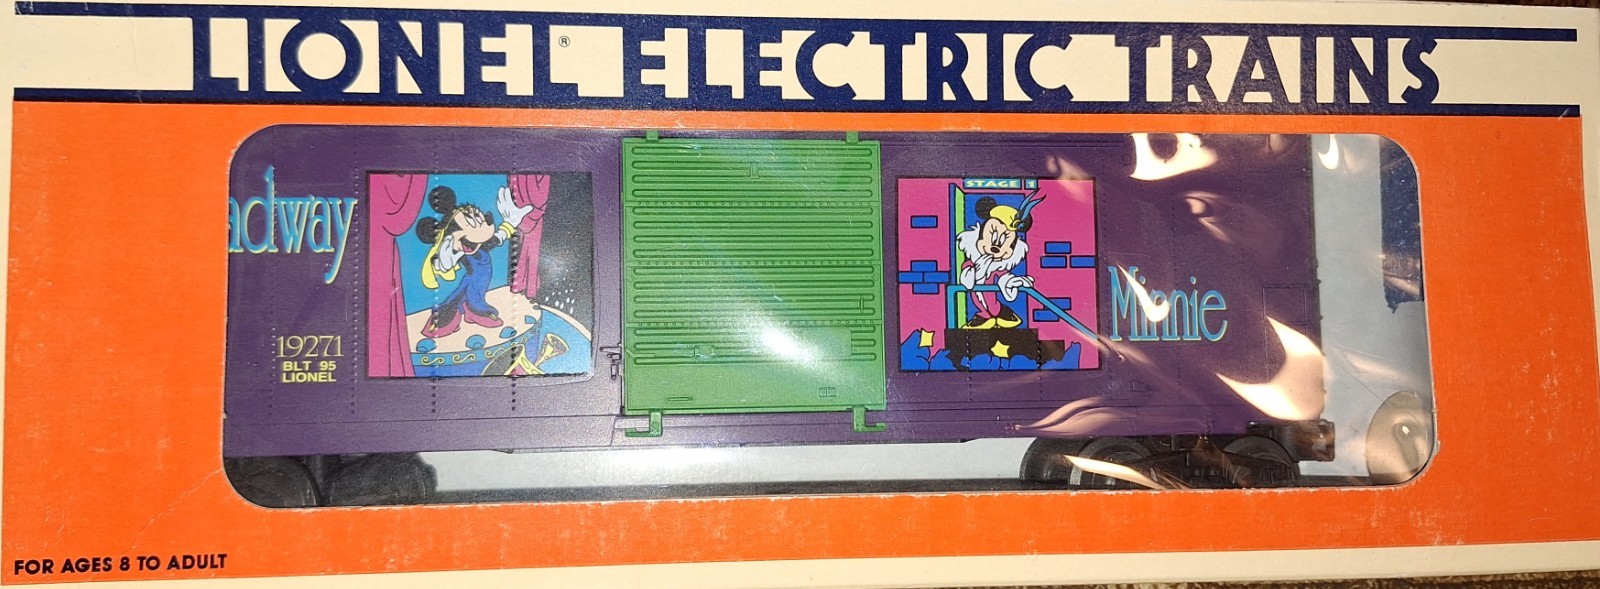 LIONEL® ELECTRIC TRAINS
adway
STAGE 1
Minnie
19271
BLT 95
LIONEL
FOR AGES 8 TO ADULT